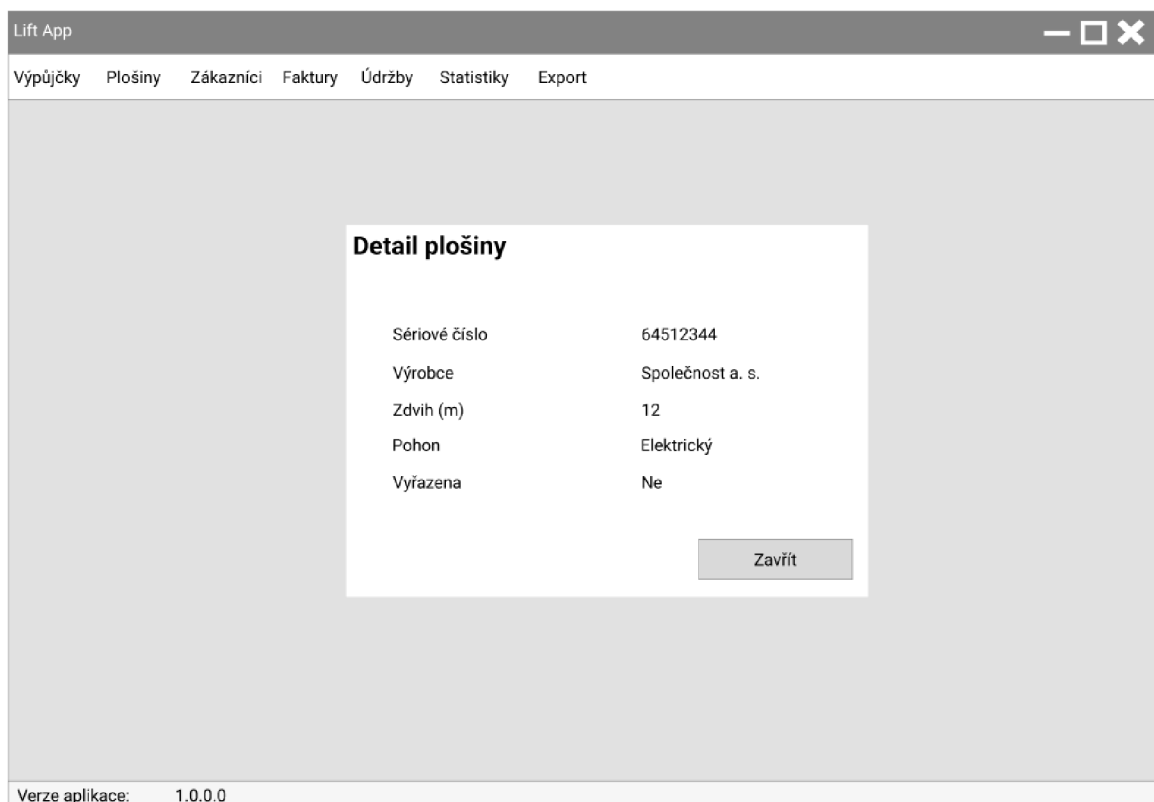 Lift App
Výpůjčky Plošiny Zákazníci Faktury Údržby Statistiky Export
Detail plošiny
Sériové číslo 64512344
Výrobce Společnost a. s.
Zdvih (m) 12
Pohon Elektrický
Vyřazena Ne
Zavřít
Verze aplikace: 1.0.0.0